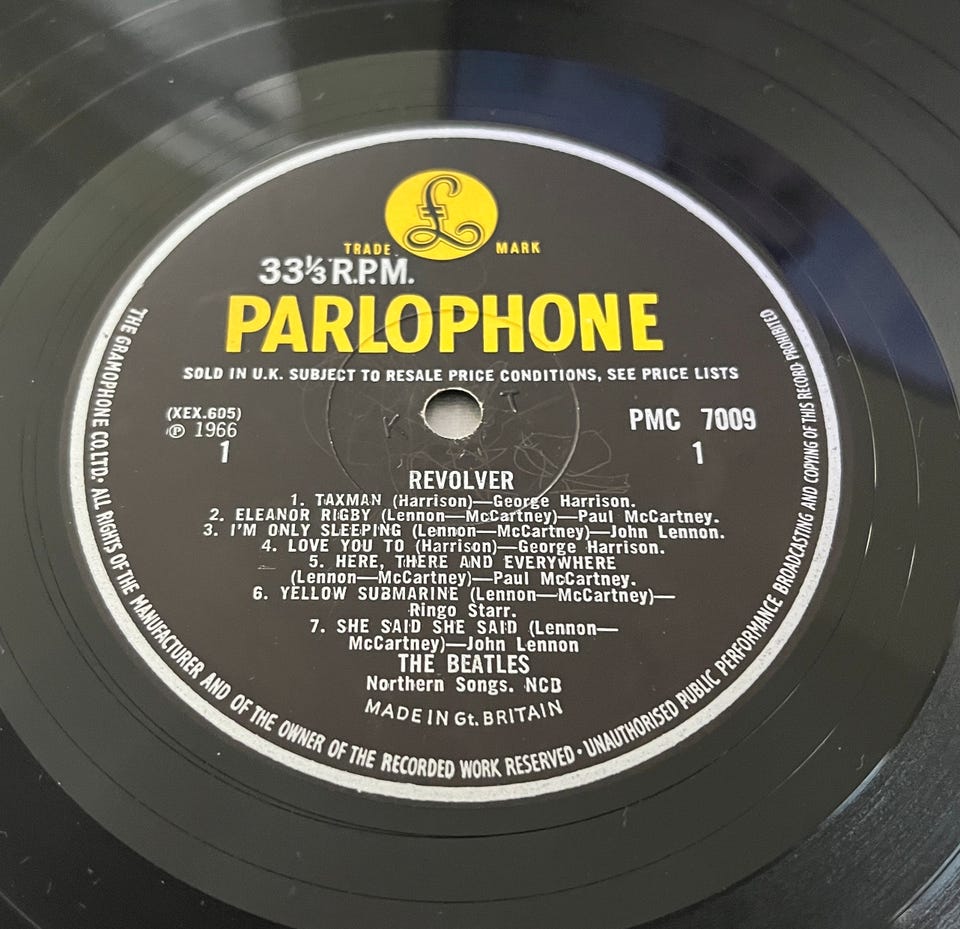 £
TRADE MARK
33⅓ R.P.M.
PARLOPHONE
SOLD IN U.K. SUBJECT TO RESALE PRICE CONDITIONS, SEE PRICE LISTS
(XEX.605)
℗ 1966
1
PMC 7009
1
K T
REVOLVER
1. TAXMAN (Harrison)—George Harrison.
2. ELEANOR RIGBY (Lennon—McCartney)—Paul McCartney.
3. I'M ONLY SLEEPING (Lennon—McCartney)—John Lennon.
4. LOVE YOU TO (Harrison)—George Harrison.
5. HERE, THERE AND EVERYWHERE
(Lennon—McCartney)—Paul McCartney.
6. YELLOW SUBMARINE (Lennon—McCartney)—
Ringo Starr.
7. SHE SAID SHE SAID (Lennon—
McCartney)—John Lennon
THE BEATLES
Northern Songs. NCB
MADE IN Gt. BRITAIN
THE GRAMOPHONE CO. LTD. ALL RIGHTS OF THE MANUFACTURER AND OF THE OWNER OF THE RECORDED WORK RESERVED · UNAUTHORISED PUBLIC PERFORMANCE BROADCASTING AND COPYING OF THIS RECORD PROHIBITED